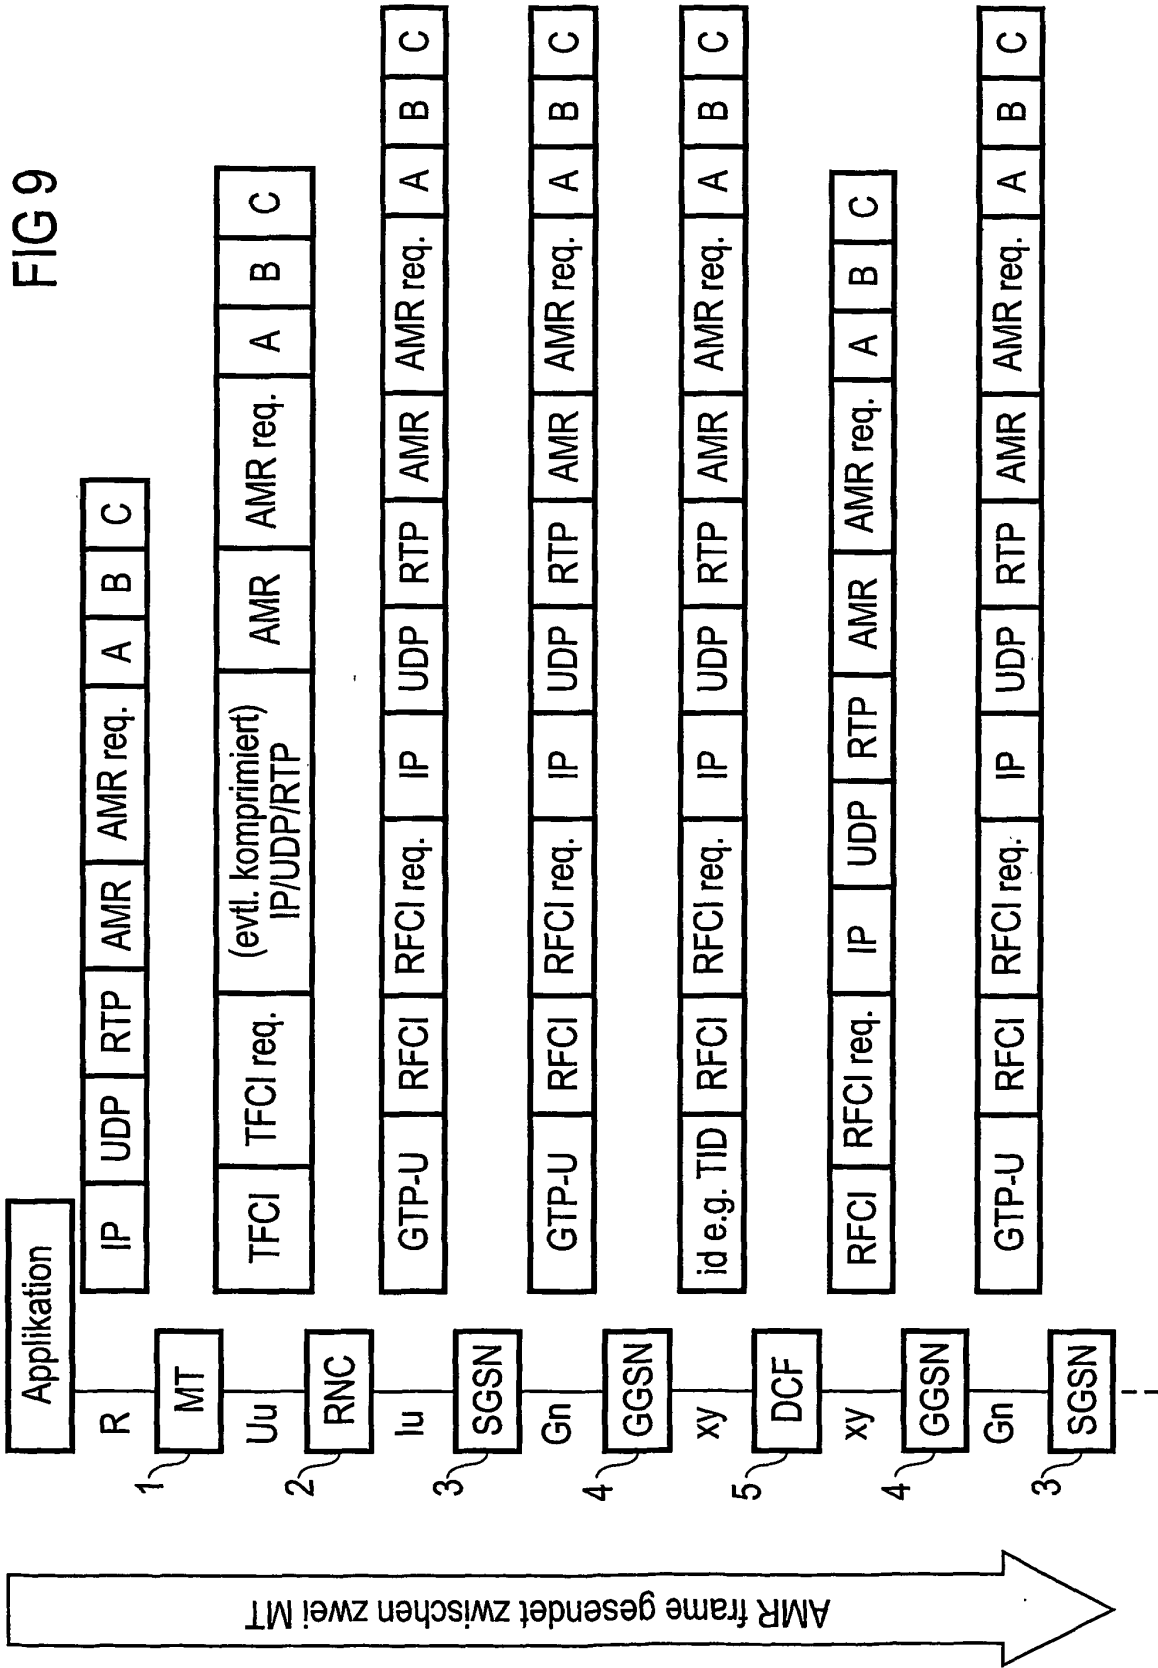 FIG 9
Applikation
R
IP UDP RTP AMR AMR req. A B C
1
MT
Uu
TFCI TFCI req. (evtl. komprimiert) IP/UDP/RTP AMR AMR req. A B C
2
RNC
Iu
GTP-U RFCI RFCI req. IP UDP RTP AMR AMR req. A B C
3
SGSN
Gn
GTP-U RFCI RFCI req. IP UDP RTP AMR AMR req. A B C
4
GGSN
xy
id e.g. TID RFCI RFCI req. IP UDP RTP AMR AMR req. A B C
5
DCF
xy
RFCI RFCI req. IP UDP RTP AMR AMR req. A B C
4
GGSN
Gn
GTP-U RFCI RFCI req. IP UDP RTP AMR AMR req. A B C
3
SGSN
AMR frame gesendet zwischen zwei MT